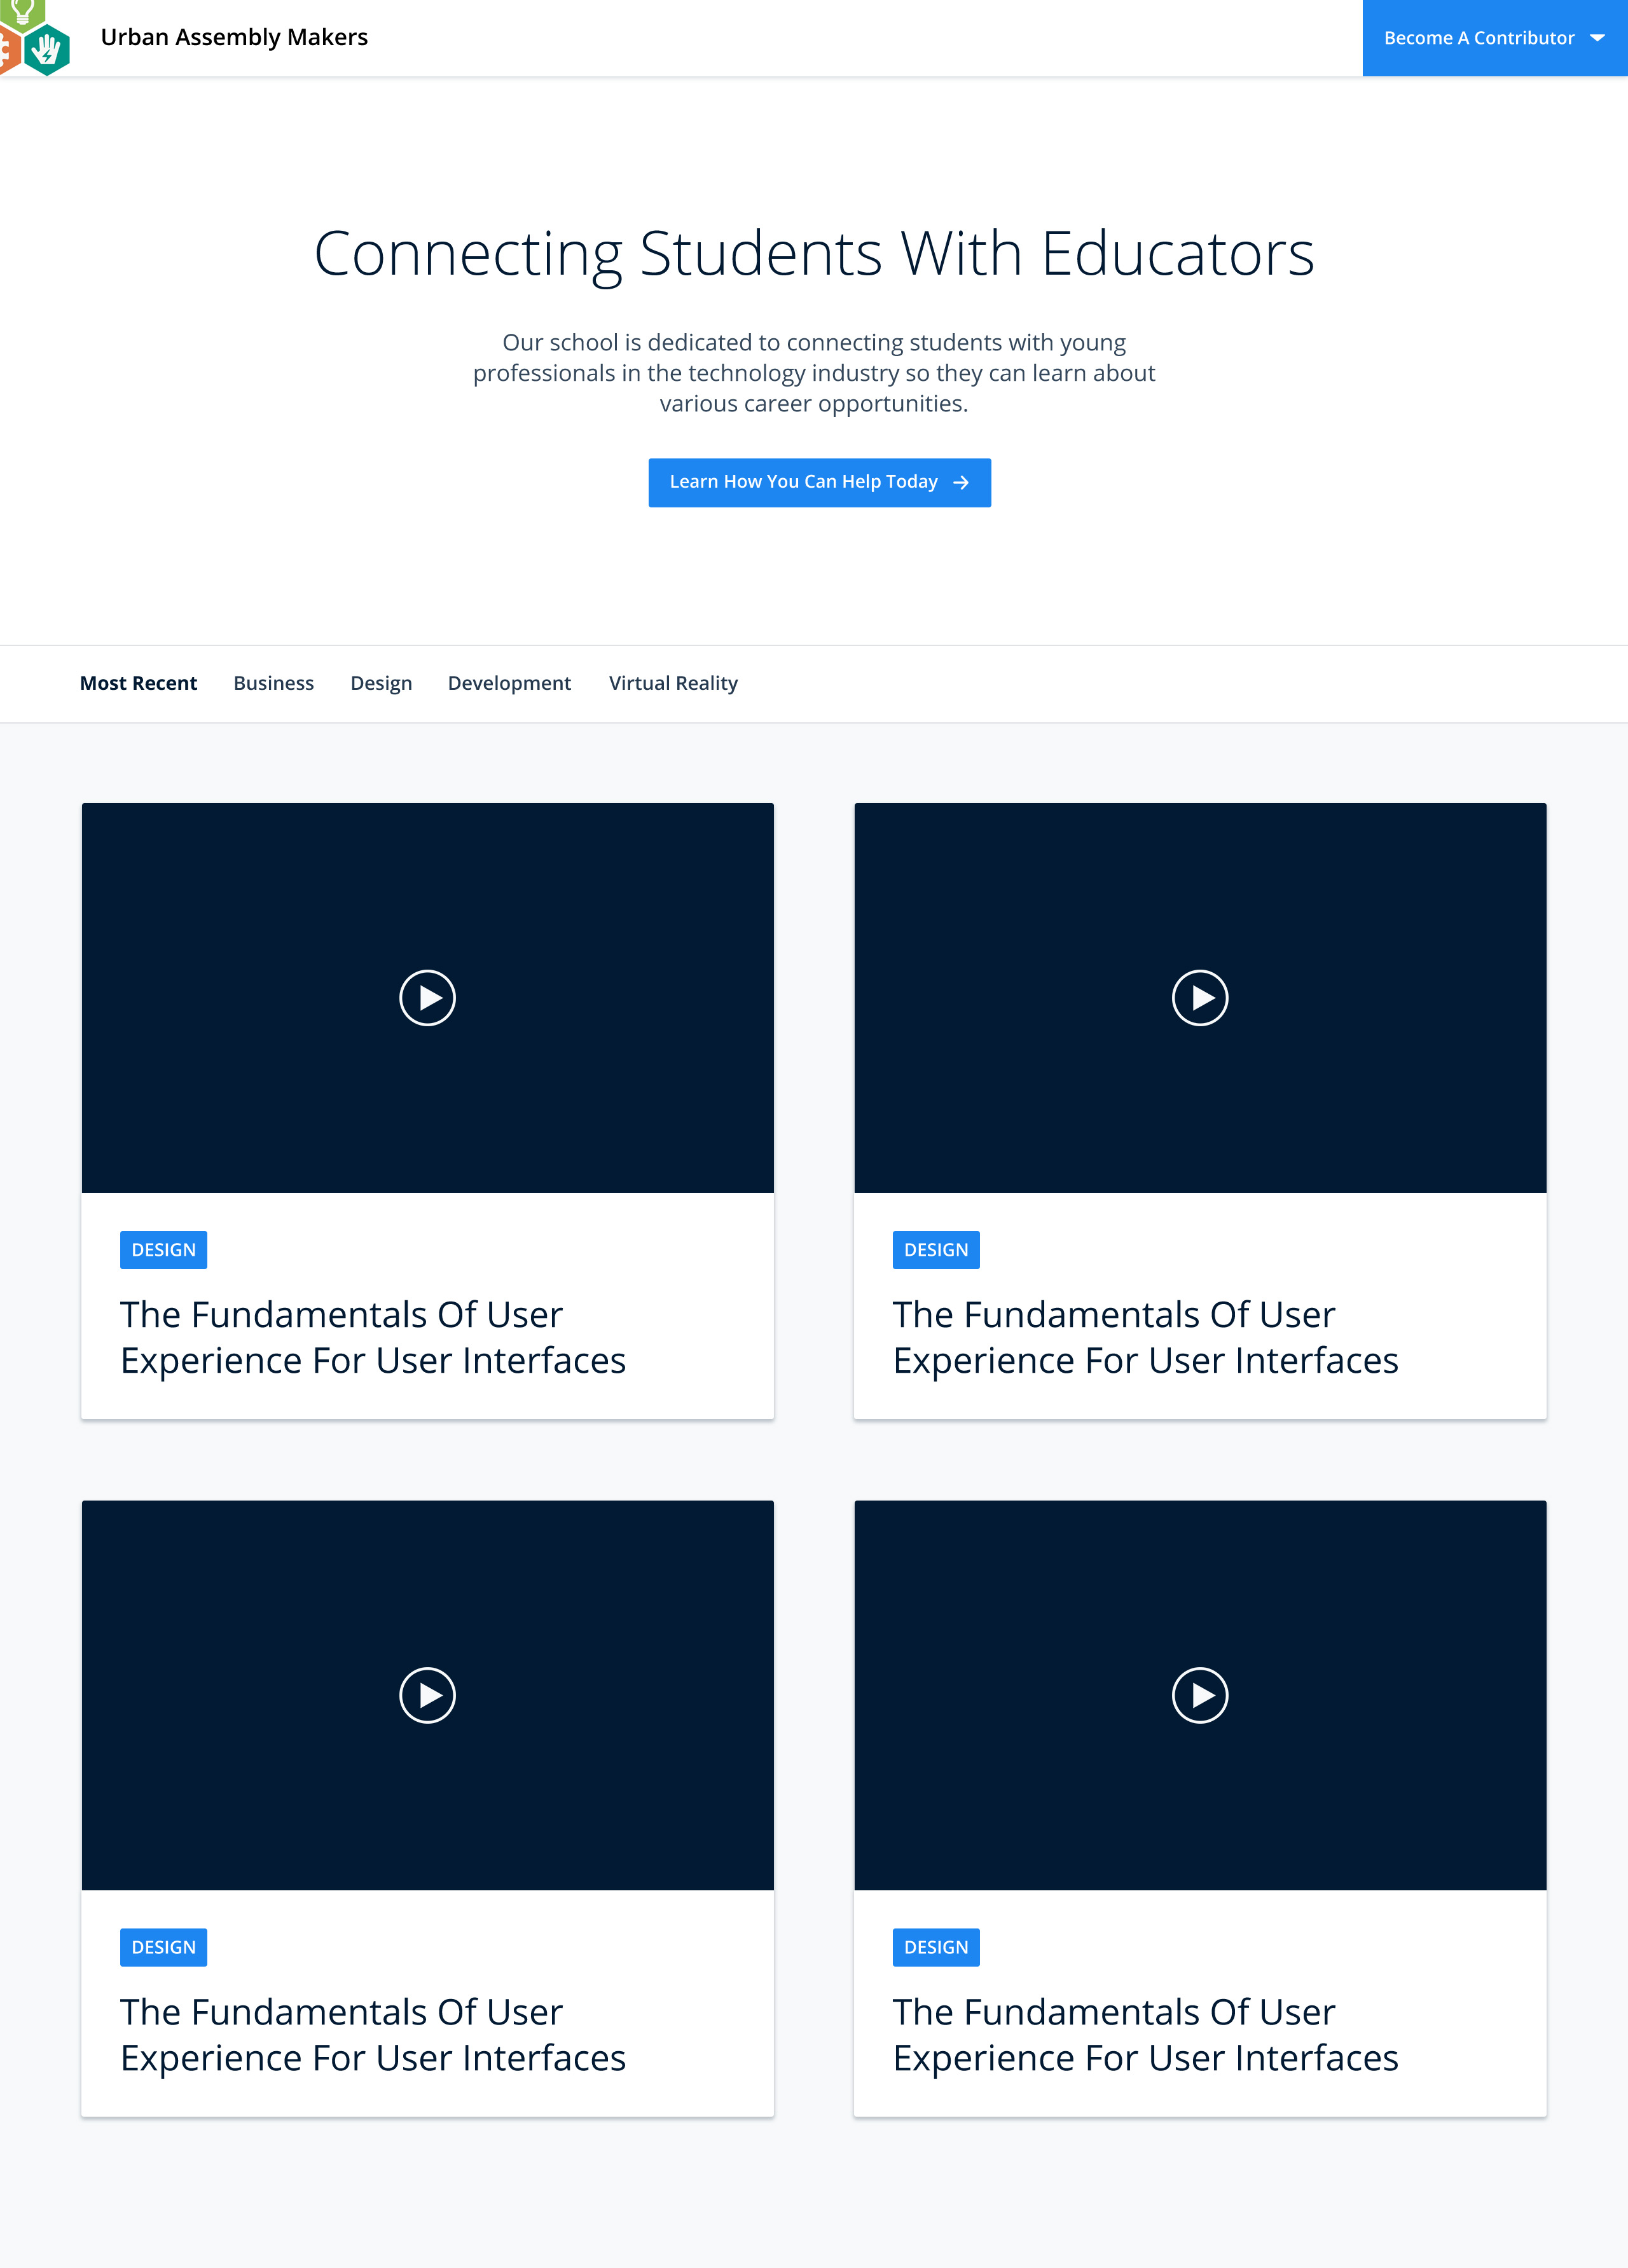 Urban Assembly Makers
Become A Contributor
Connecting Students With Educators
Our school is dedicated to connecting students with young
professionals in the technology industry so they can learn about
various career opportunities.
Learn How You Can Help Today
Most Recent
Business
Design
Development
Virtual Reality
DESIGN
The Fundamentals Of User
Experience For User Interfaces
DESIGN
The Fundamentals Of User
Experience For User Interfaces
DESIGN
The Fundamentals Of User
Experience For User Interfaces
DESIGN
The Fundamentals Of User
Experience For User Interfaces